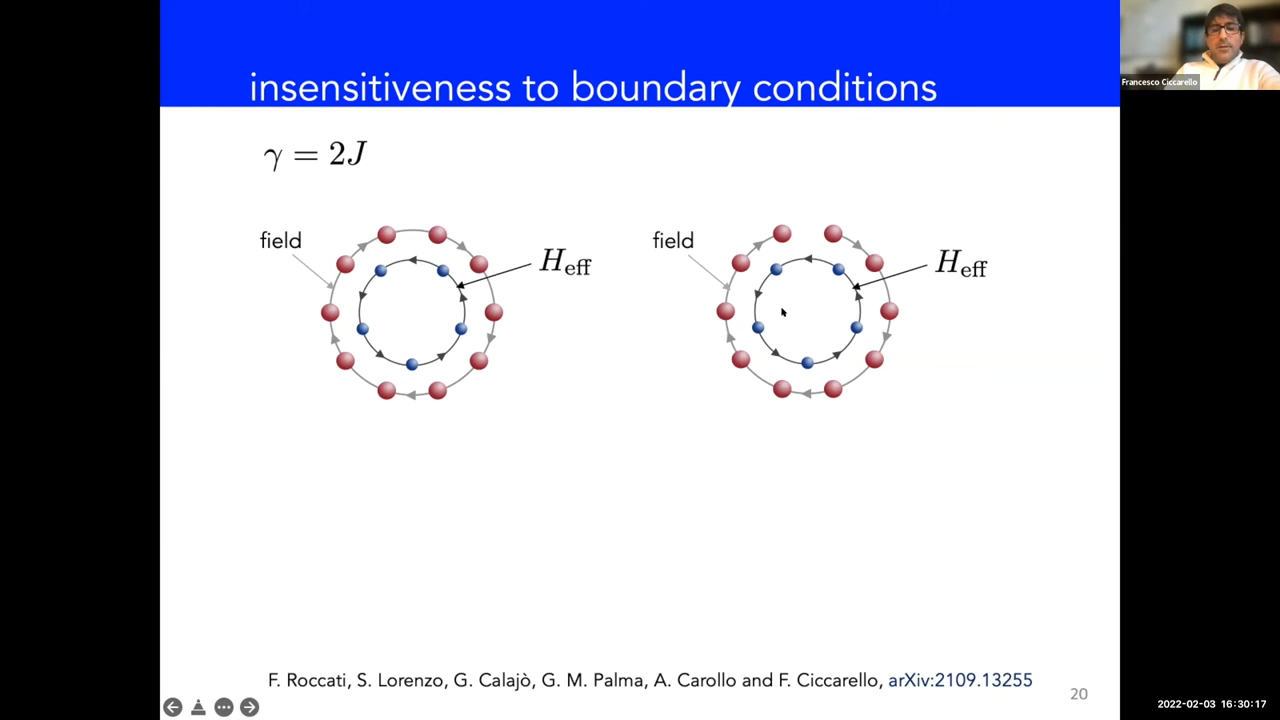 insensitiveness to boundary conditions
Francesco Ciccarello
γ = 2J
field
H_eff
field
H_eff
F. Roccati, S. Lorenzo, G. Calajò, G. M. Palma, A. Carollo and F. Ciccarello, arXiv:2109.13255
20
2022-02-03 16:30:17